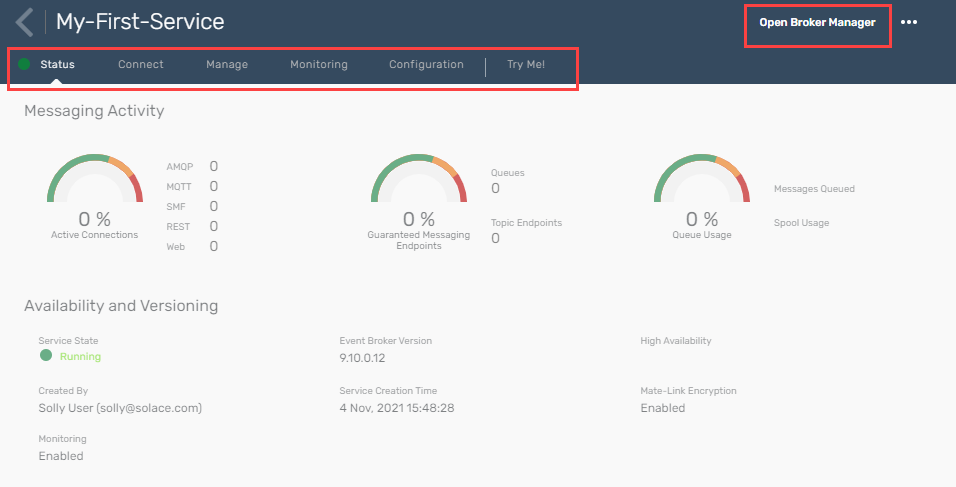 My-First-Service
Open Broker Manager
Status Connect Manage Monitoring Configuration Try Me!
Messaging Activity
0 %
Active Connections
AMQP 0
MQTT 0
SMF 0
REST 0
Web 0
0 %
Guaranteed Messaging
Endpoints
Queues
0
Topic Endpoints
0
0 %
Queue Usage
Messages Queued
Spool Usage
Availability and Versioning
Service State
Running
Event Broker Version
9.10.0.12
High Availability
Created By
Solly User (solly@solace.com)
Service Creation Time
4 Nov, 2021 15:48:28
Mate-Link Encryption
Enabled
Monitoring
Enabled